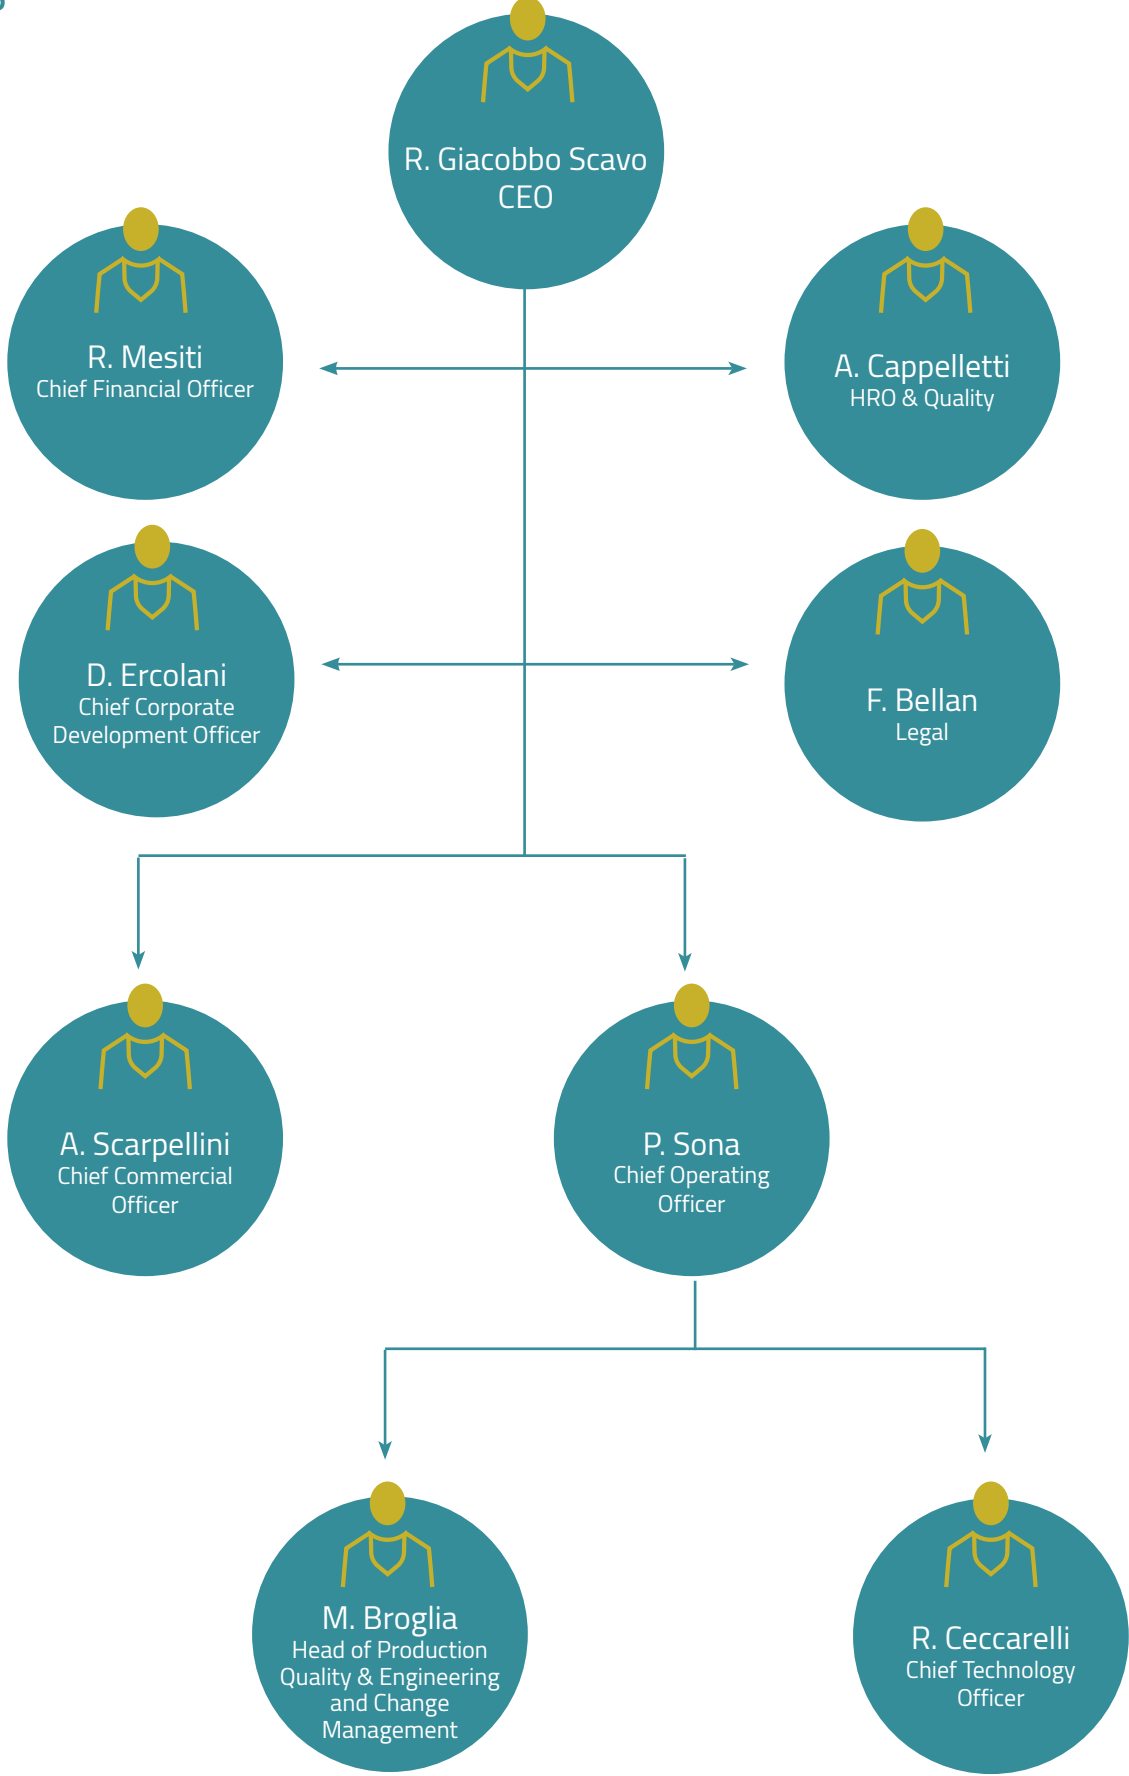 R. Giacobbo Scavo
CEO
R. Mesiti
Chief Financial Officer
A. Cappelletti
HRO & Quality
D. Ercolani
Chief Corporate
Development Officer
F. Bellan
Legal
A. Scarpellini
Chief Commercial
Officer
P. Sona
Chief Operating
Officer
M. Broglia
Head of Production
Quality & Engineering
and Change
Management
R. Ceccarelli
Chief Technology
Officer